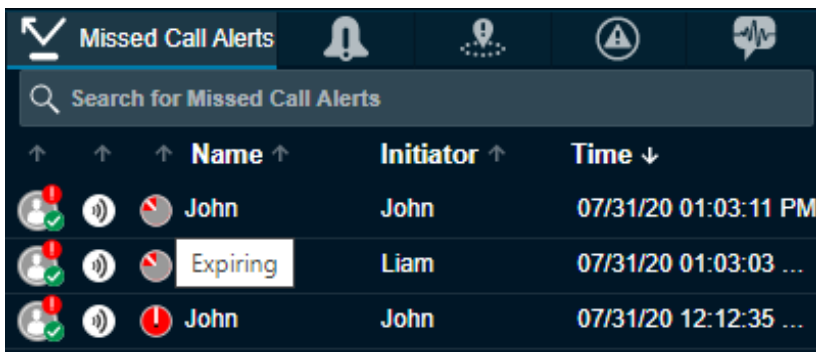 Missed Call Alerts
Search for Missed Call Alerts
Name Initiator Time
John John 07/31/20 01:03:11 PM
Expiring Liam 07/31/20 01:03:03 ...
John John 07/31/20 12:12:35 ...